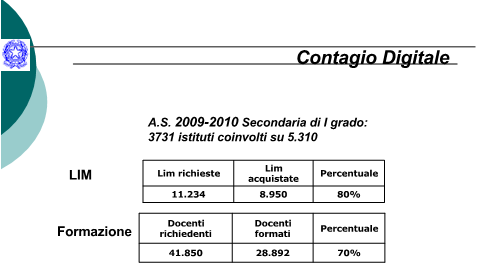 Contagio Digitale
A.S. 2009-2010 Secondaria di I grado:
3731 istituti coinvolti su 5.310
LIM
Lim richieste Lim acquistate Percentuale
11.234 8.950 80%
Formazione
Docenti richiedenti Docenti formati Percentuale
41.850 28.892 70%